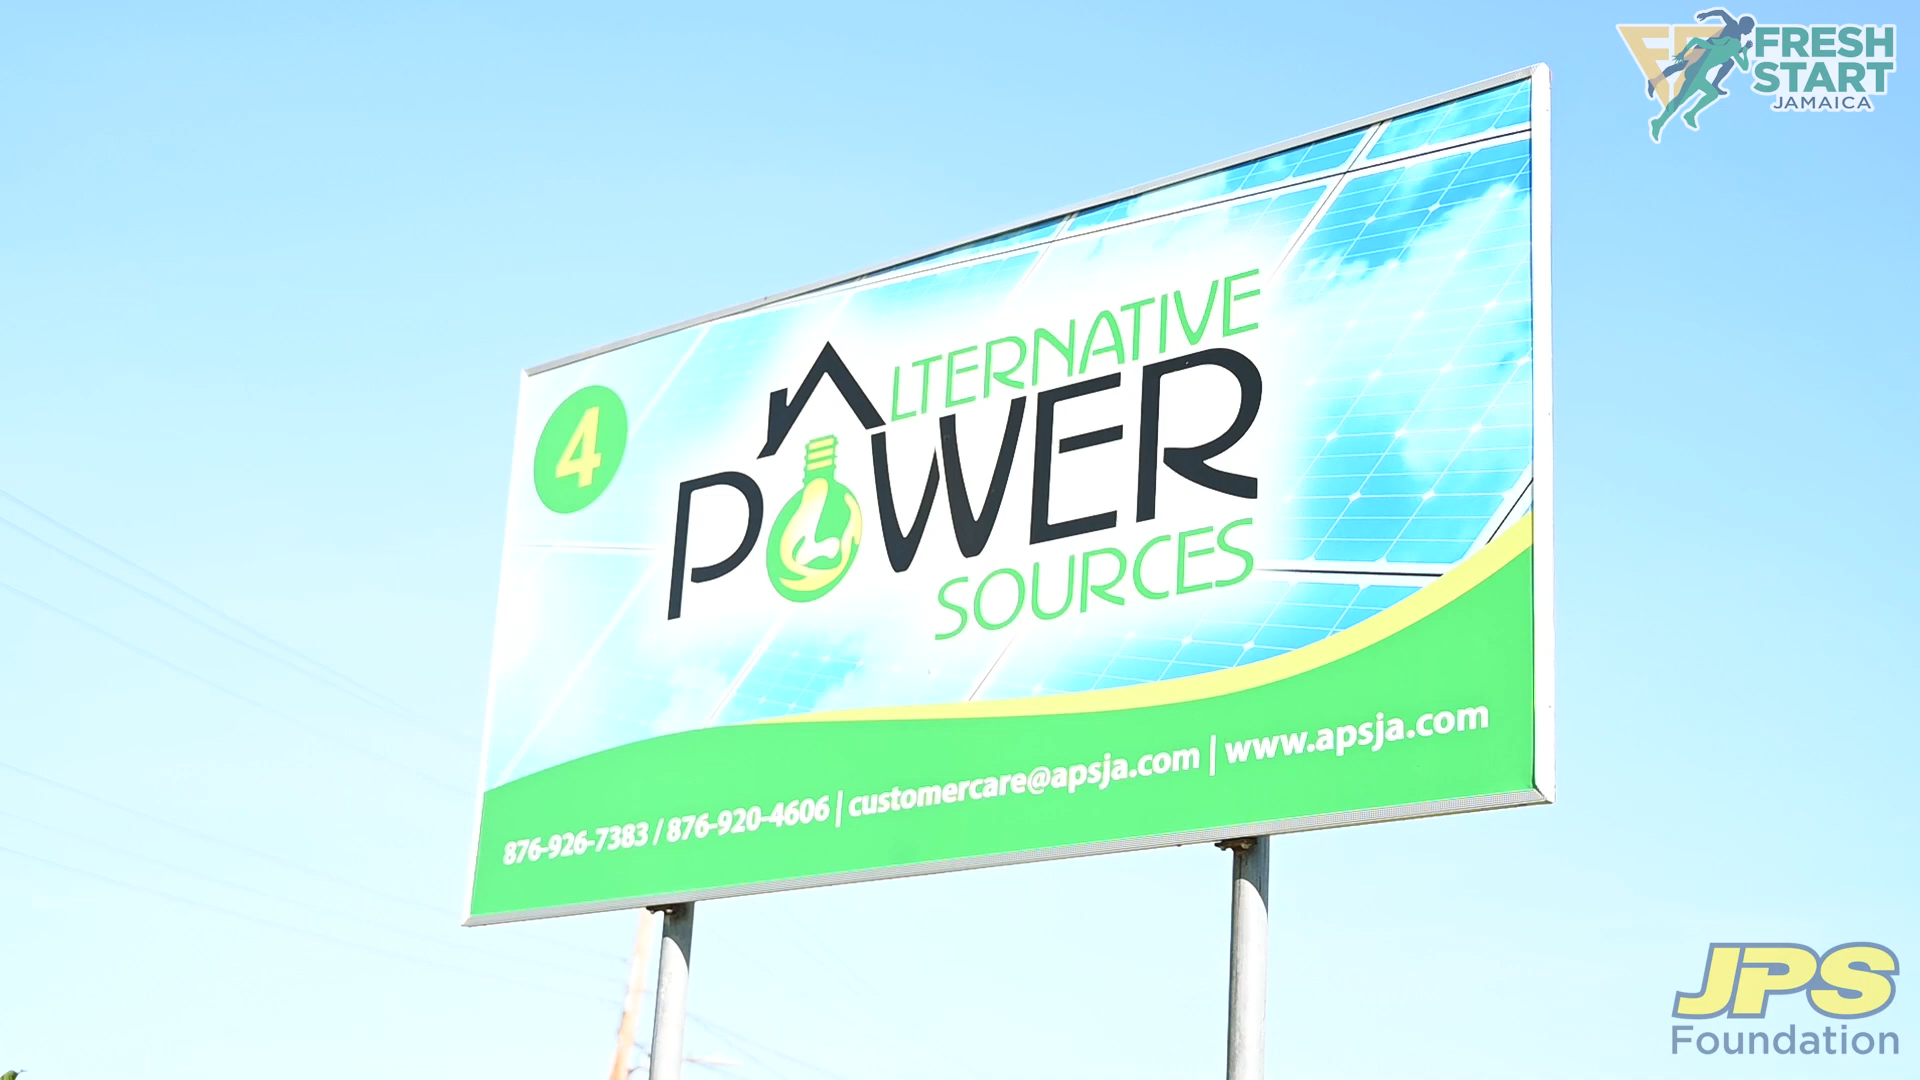 FRESH
START
JAMAICA
4
ALTERNATIVE
POWER
SOURCES
876-926-7383 / 876-920-4606 | customercare@apsja.com | www.apsja.com
JPS
Foundation